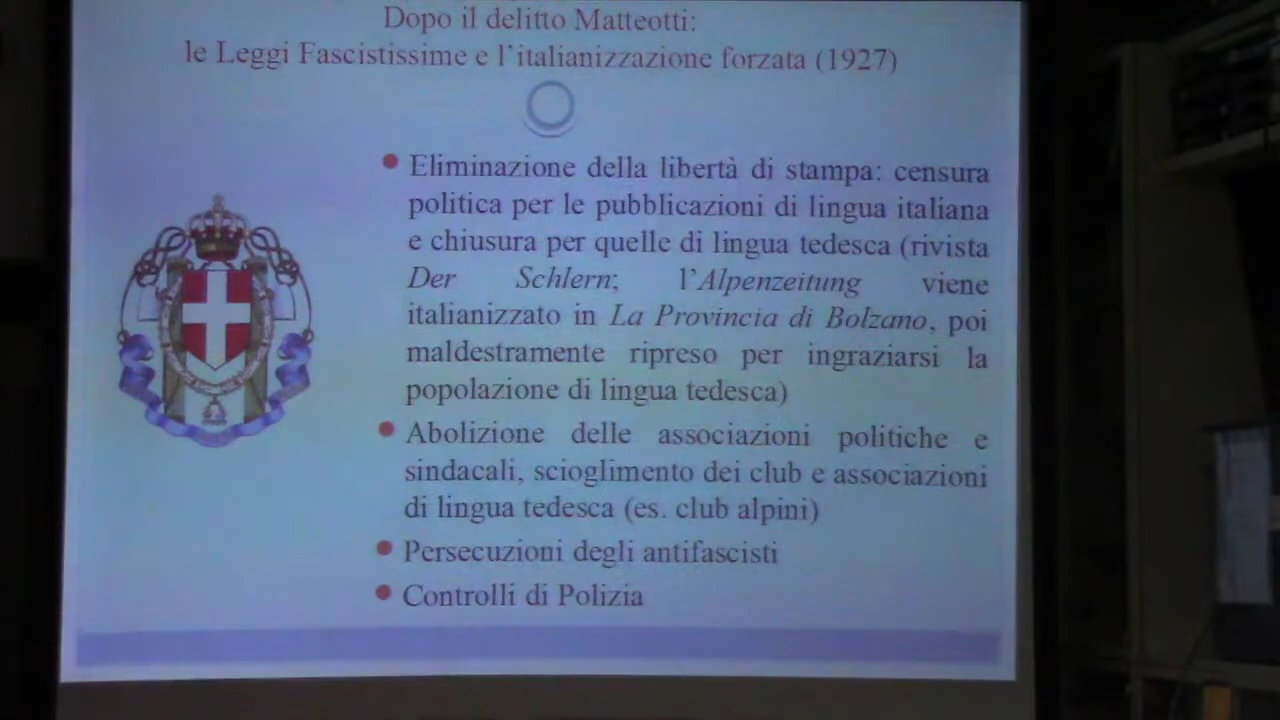 Dopo il delitto Matteotti:
le Leggi Fascistissime e l'italianizzazione forzata (1927)
Eliminazione della libertà di stampa: censura
politica per le pubblicazioni di lingua italiana
e chiusura per quelle di lingua tedesca (rivista
Der Schlern; l'Alpenzeitung viene
italianizzato in La Provincia di Bolzano, poi
maldestramente ripreso per ingraziarsi la
popolazione di lingua tedesca)
Abolizione delle associazioni politiche e
sindacali, scioglimento dei club e associazioni
di lingua tedesca (es. club alpini)
Persecuzioni degli antifascisti
Controlli di Polizia